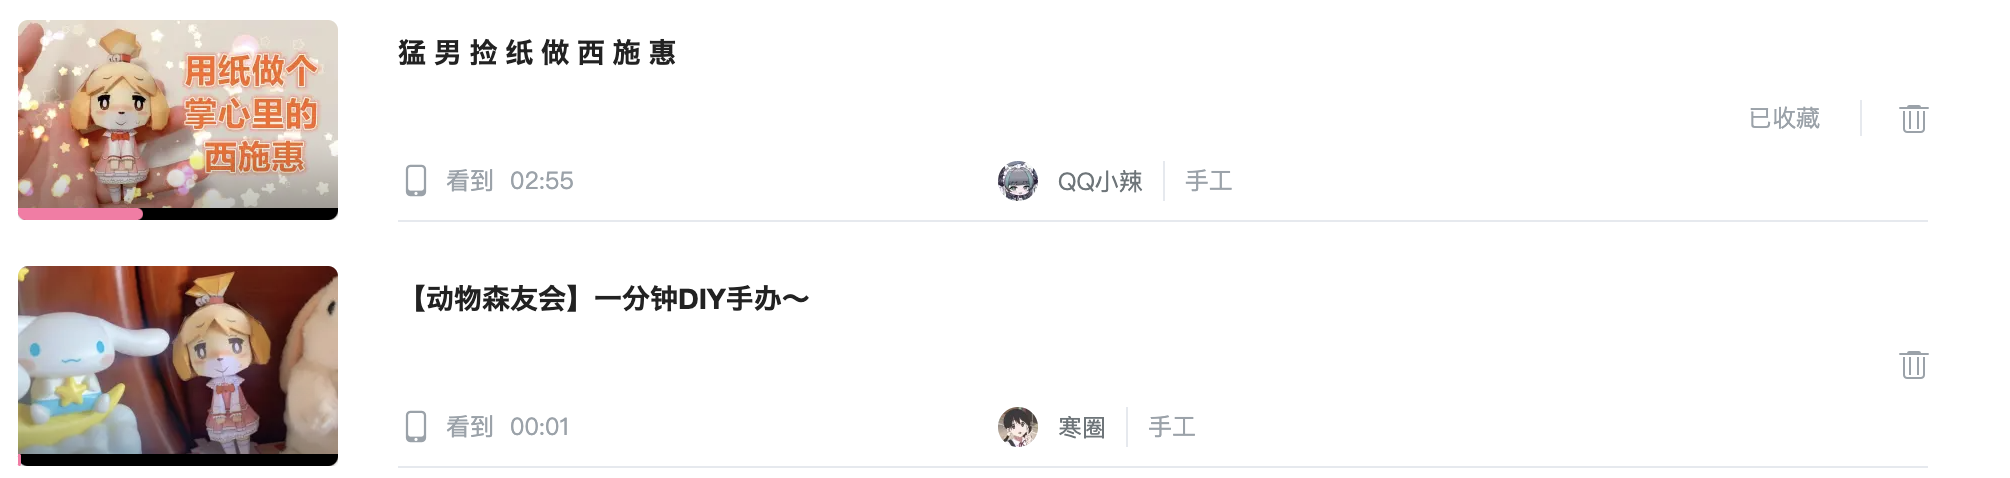 用纸做个
掌心里的
西施惠
猛男捡纸做西施惠
已收藏
看到 02:55
QQ小辣
手工
【动物森友会】一分钟DIY手办～
看到 00:01
寒圈
手工